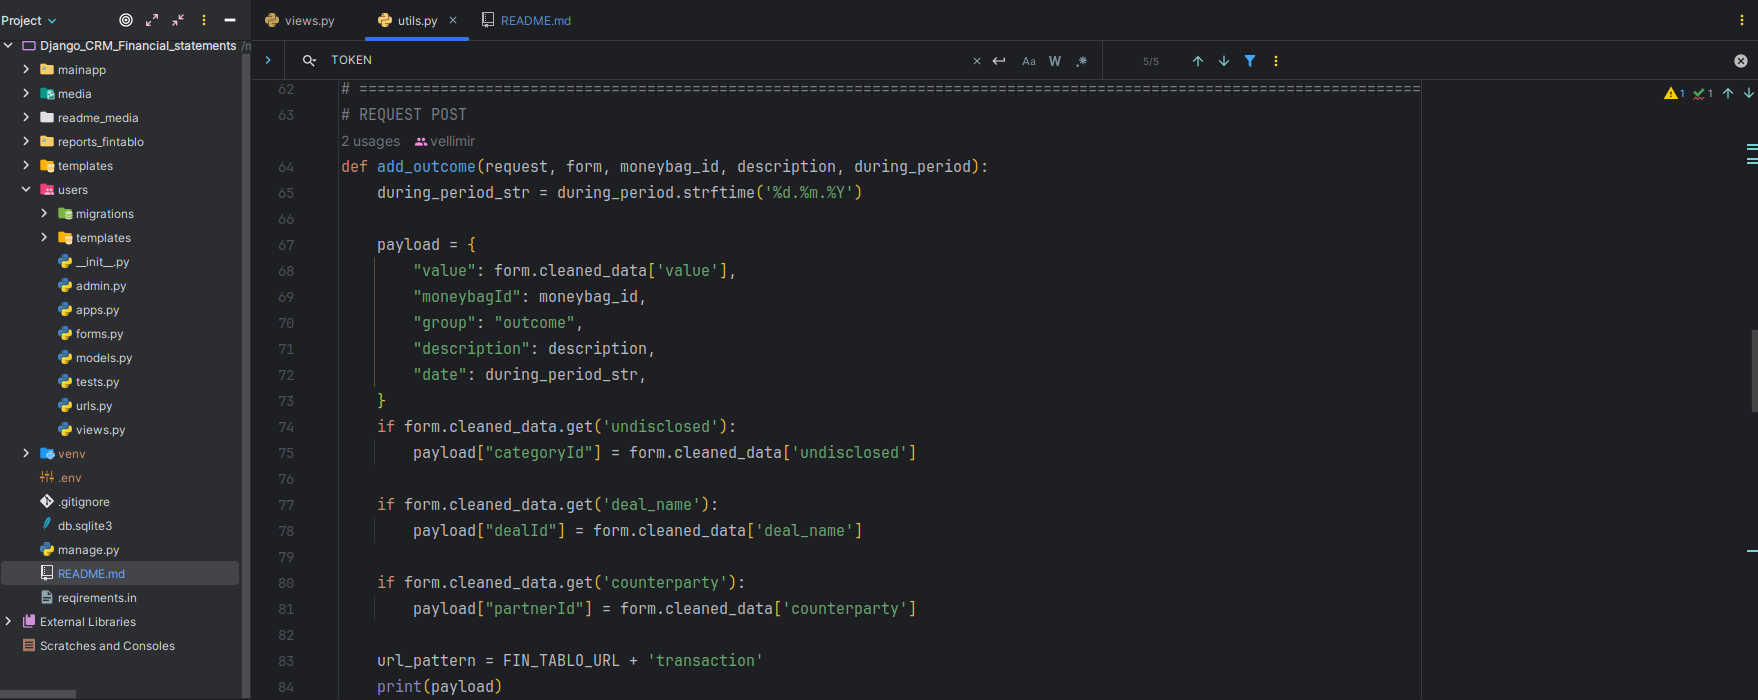 Project
views.py
utils.py
README.md
Django_CRM_Financial_statements
mainapp
media
readme_media
reports_fintablo
templates
users
migrations
templates
__init__.py
admin.py
apps.py
forms.py
models.py
tests.py
urls.py
views.py
venv
.env
.gitignore
db.sqlite3
manage.py
README.md
reqirements.in
External Libraries
Scratches and Consoles
TOKEN
Aa W .* 5/5
1 1
62 # ======================================================================================================================
63 # REQUEST POST
2 usages vellimir
64 def add_outcome(request, form, moneybag_id, description, during_period):
65     during_period_str = during_period.strftime('%d.%m.%Y')
66
67     payload = {
68         "value": form.cleaned_data['value'],
69         "moneybagId": moneybag_id,
70         "group": "outcome",
71         "description": description,
72         "date": during_period_str,
73     }
74     if form.cleaned_data.get('undisclosed'):
75         payload["categoryId"] = form.cleaned_data['undisclosed']
76
77     if form.cleaned_data.get('deal_name'):
78         payload["dealId"] = form.cleaned_data['deal_name']
79
80     if form.cleaned_data.get('counterparty'):
81         payload["partnerId"] = form.cleaned_data['counterparty']
82
83     url_pattern = FIN_TABLO_URL + 'transaction'
84     print(payload)